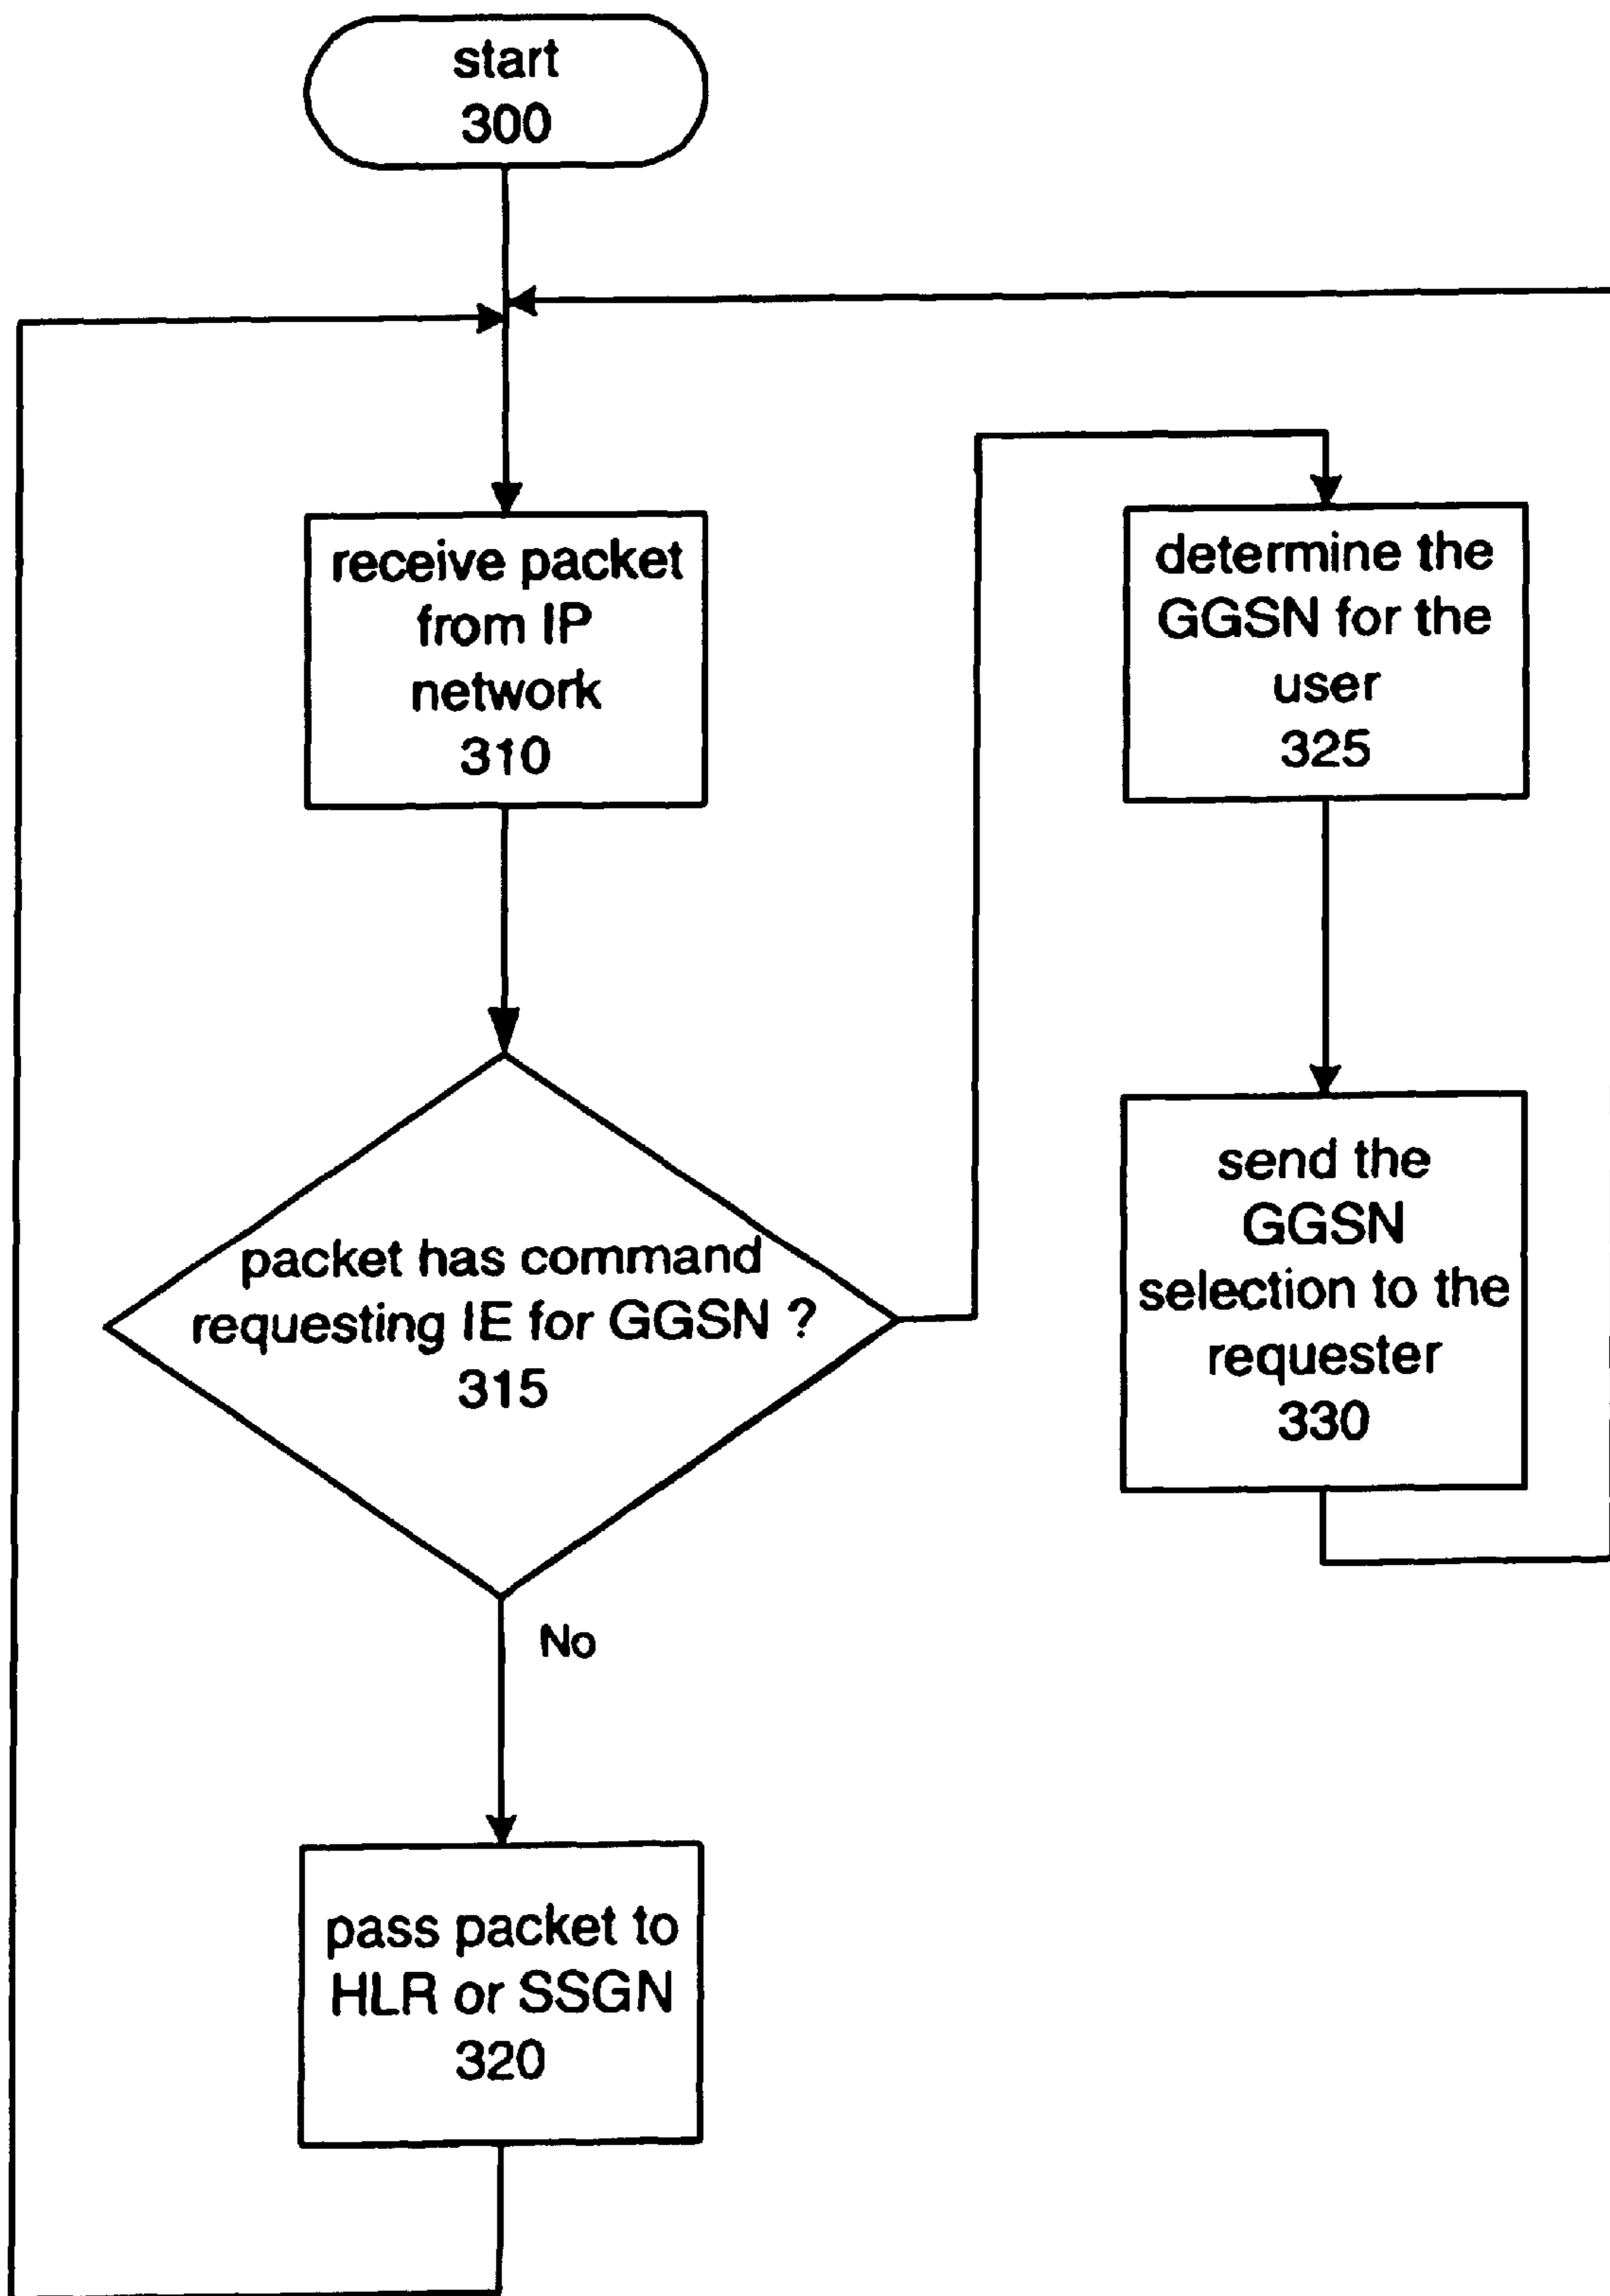 start
300
receive packet
from IP
network
310
packet has command
requesting IE for GGSN ?
315
No
pass packet to
HLR or SSGN
320
determine the
GGSN for the
user
325
send the
GGSN
selection to the
requester
330